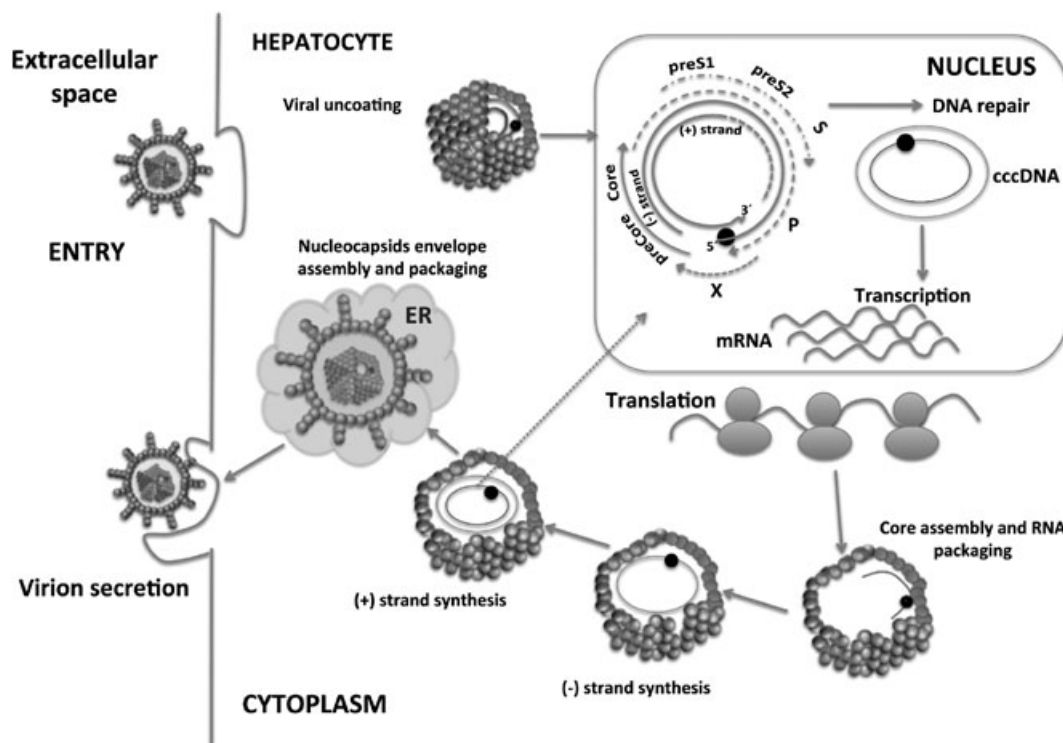 Extracellular
space
HEPATOCYTE
Viral uncoating
NUCLEUS
preS1
preS2
S
(+) strand
DNA repair
cccDNA
Core
(-) strand
preCore
3´
5´
P
X
ENTRY
Nucleocapsids envelope
assembly and packaging
ER
Transcription
mRNA
Translation
Core assembly and RNA
packaging
Virion secretion
(+) strand synthesis
(-) strand synthesis
CYTOPLASM